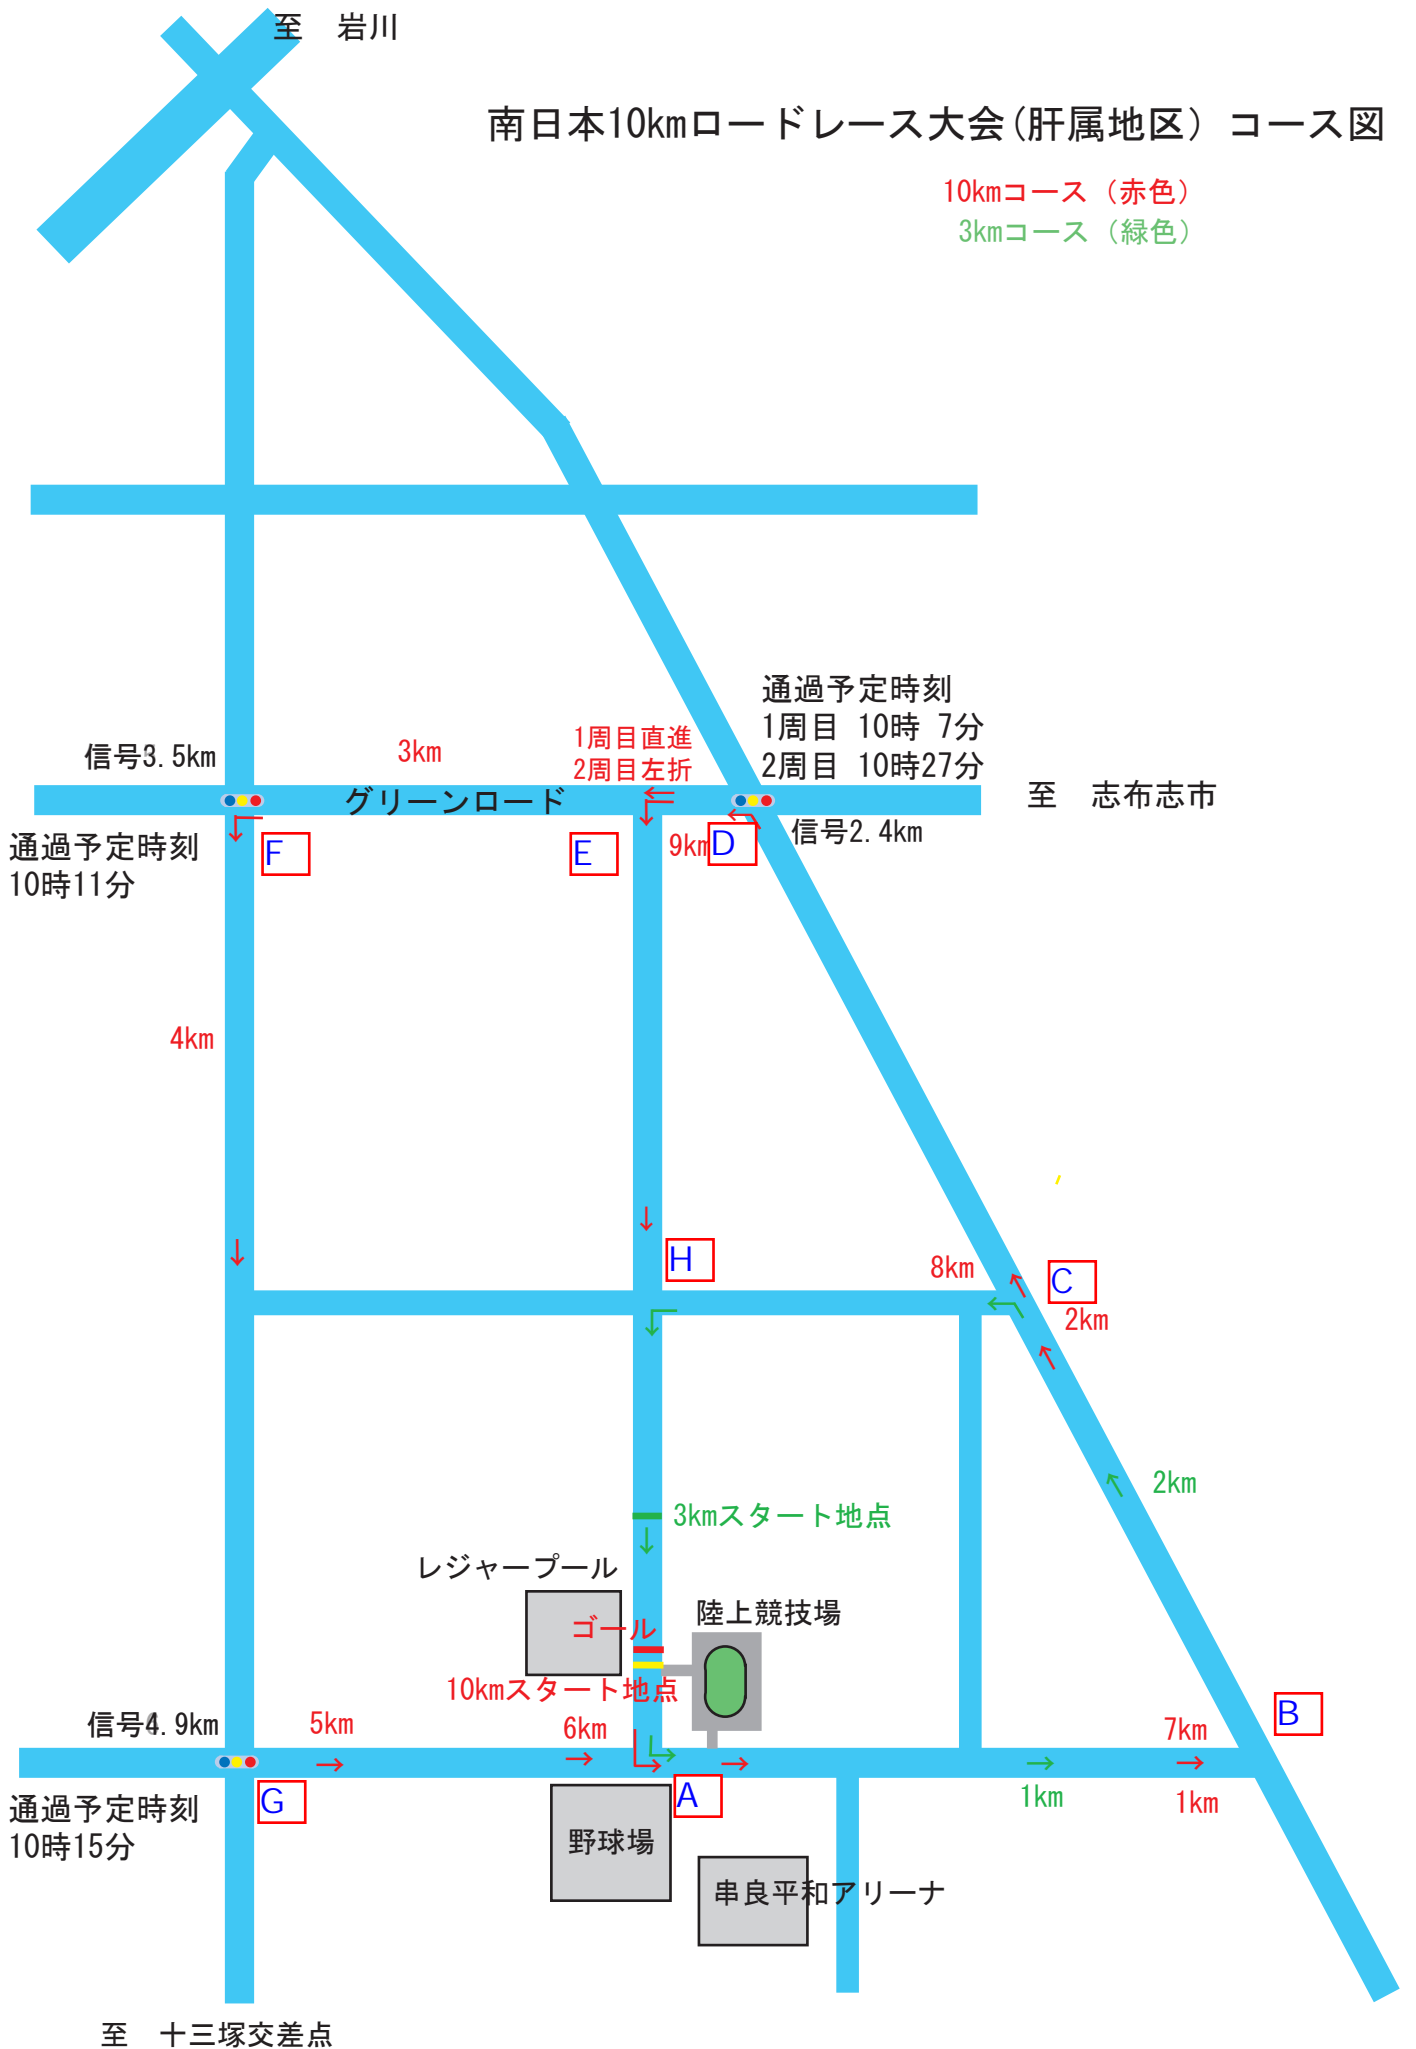 至　岩川
南日本10kmロードレース大会(肝属地区) コース図
10kmコース（赤色）
3kmコース（緑色）
通過予定時刻
1周目 10時 7分
2周目 10時27分
1周目直進
2周目左折
信号3.5km
3km
グリーンロード
至　志布志市
信号2.4km
通過予定時刻
10時11分
F
E
9km
D
4km
H
8km
C
2km
2km
3kmスタート地点
レジャープール
陸上競技場
ゴール
10kmスタート地点
信号4.9km
5km
6km
7km
B
1km
1km
G
A
通過予定時刻
10時15分
野球場
串良平和アリーナ
至　十三塚交差点